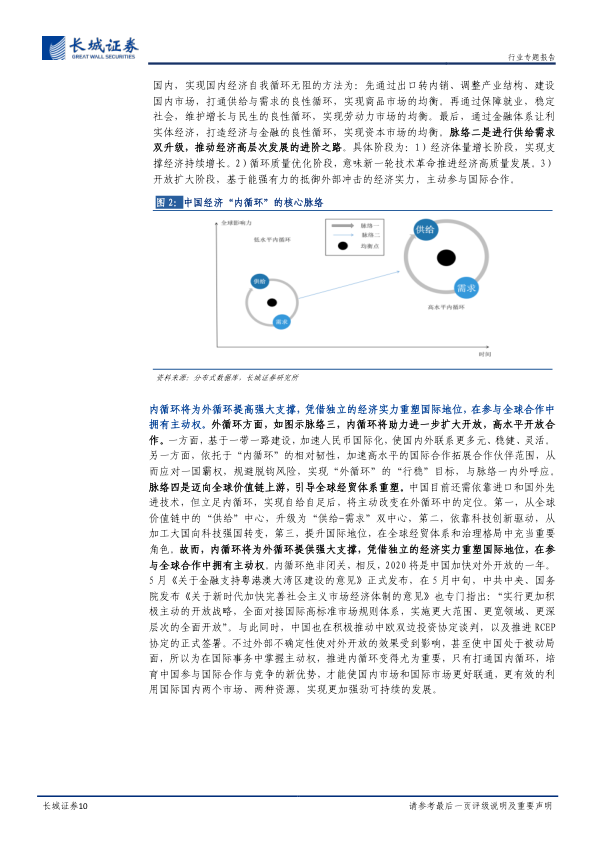 长城证券
GREAT WALL SECURITIES
行业专题报告
国内，实现国内经济自我循环无阻的方法为：先通过出口转内销、调整产业结构、建设
国内市场，打通供给与需求的良性循环，实现商品市场的均衡。再通过保障就业，稳定
社会，维护增长与民生的良性循环，实现劳动力市场的均衡。最后，通过金融体系让利
实体经济，打造经济与金融的良性循环，实现资本市场的均衡。脉络二是进行供给需求
双升级，推动经济高层次发展的进阶之路。具体阶段为：1）经济体量增长阶段，实现支
撑经济持续增长。2）循环质量优化阶段，意味新一轮技术革命推进经济高质量发展。3）
开放扩大阶段，基于能强有力的抵御外部冲击的经济实力，主动参与国际合作。
图 2：中国经济“内循环”的核心脉络
全球影响力
低水平内循环
脉络一
脉络二
均衡点
供给
需求
供给
需求
高水平内循环
时间
资料来源：分布式数据库，长城证券研究所
内循环将为外循环提高强大支撑，凭借独立的经济实力重塑国际地位，在参与全球合作中
拥有主动权。外循环方面，如图示脉络三，内循环将助力进一步扩大开放，高水平开放合
作。一方面，基于一带一路建设，加速人民币国际化，使国内外联系更多元、稳健、灵活。
另一方面，依托于“内循环”的相对韧性，加速高水平的国际合作拓展合作伙伴范围，从
而应对一国霸权，规避脱钩风险，实现“外循环”的“行稳”目标，与脉络一内外呼应。
脉络四是迈向全球价值链上游，引导全球经贸体系重塑。中国目前还需依靠进口和国外先
进技术，但立足内循环，实现自给自足后，将主动改变在外循环中的定位。第一，从全球
价值链中的“供给”中心，升级为“供给-需求”双中心，第二，依靠科技创新驱动，从
加工大国向科技强国转变，第三，提升国际地位，在全球经贸体系和治理格局中充当重要
角色。故而，内循环将为外循环提供强大支撑，凭借独立的经济实力重塑国际地位，在参
与全球合作中拥有主动权。内循环绝非闭关、相反，2020 将是中国加快对外开放的一年。
5 月《关于金融支持粤港澳大湾区建设的意见》正式发布，在 5 月中旬，中共中央、国务
院发布《关于新时代加快完善社会主义市场经济体制的意见》也专门指出：“实行更加积
极主动的开放战略，全面对接国际高标准市场规则体系，实施更大范围、更宽领域、更深
层次的全面开放”。与此同时，中国也在积极推动中欧双边投资协定谈判，以及推进 RCEP
协定的正式签署。不过外部不确定性使对外开放的效果受到影响，甚至使中国处于被动局
面，所以为在国际事务中掌握主动权，推进内循环变得尤为重要，只有打通国内循环，培
育中国参与国际合作与竞争的新优势，才能使国内市场和国际市场更好联通，更有效的利
用国际国内两个市场、两种资源，实现更加强劲可持续的发展。
长城证券10
请参考最后一页评级说明及重要声明